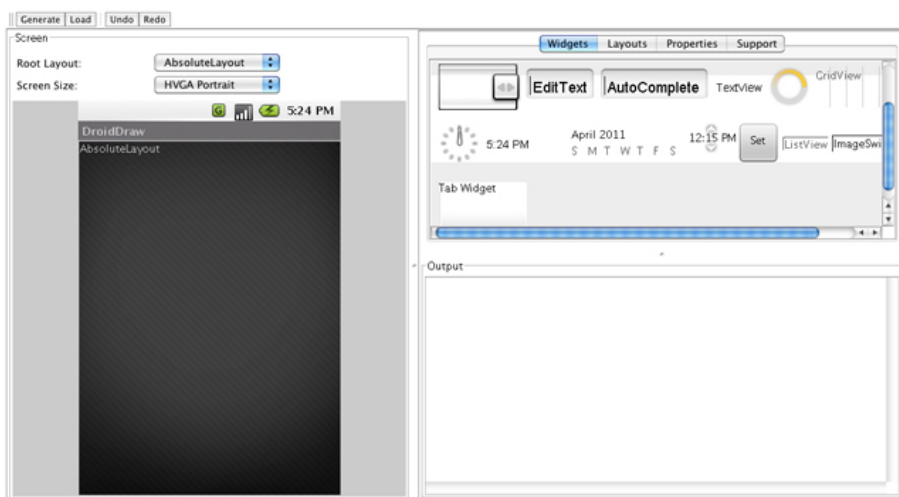 Generate Load Undo Redo
Screen
Root Layout: AbsoluteLayout
Screen Size: HVGA Portrait
5:24 PM
DroidDraw
AbsoluteLayout
Widgets Layouts Properties Support
EditText AutoComplete TextView GridView
5:24 PM April 2011 12:15 PM Set ListView ImageSwi
S M T W T F S
Tab Widget
Output